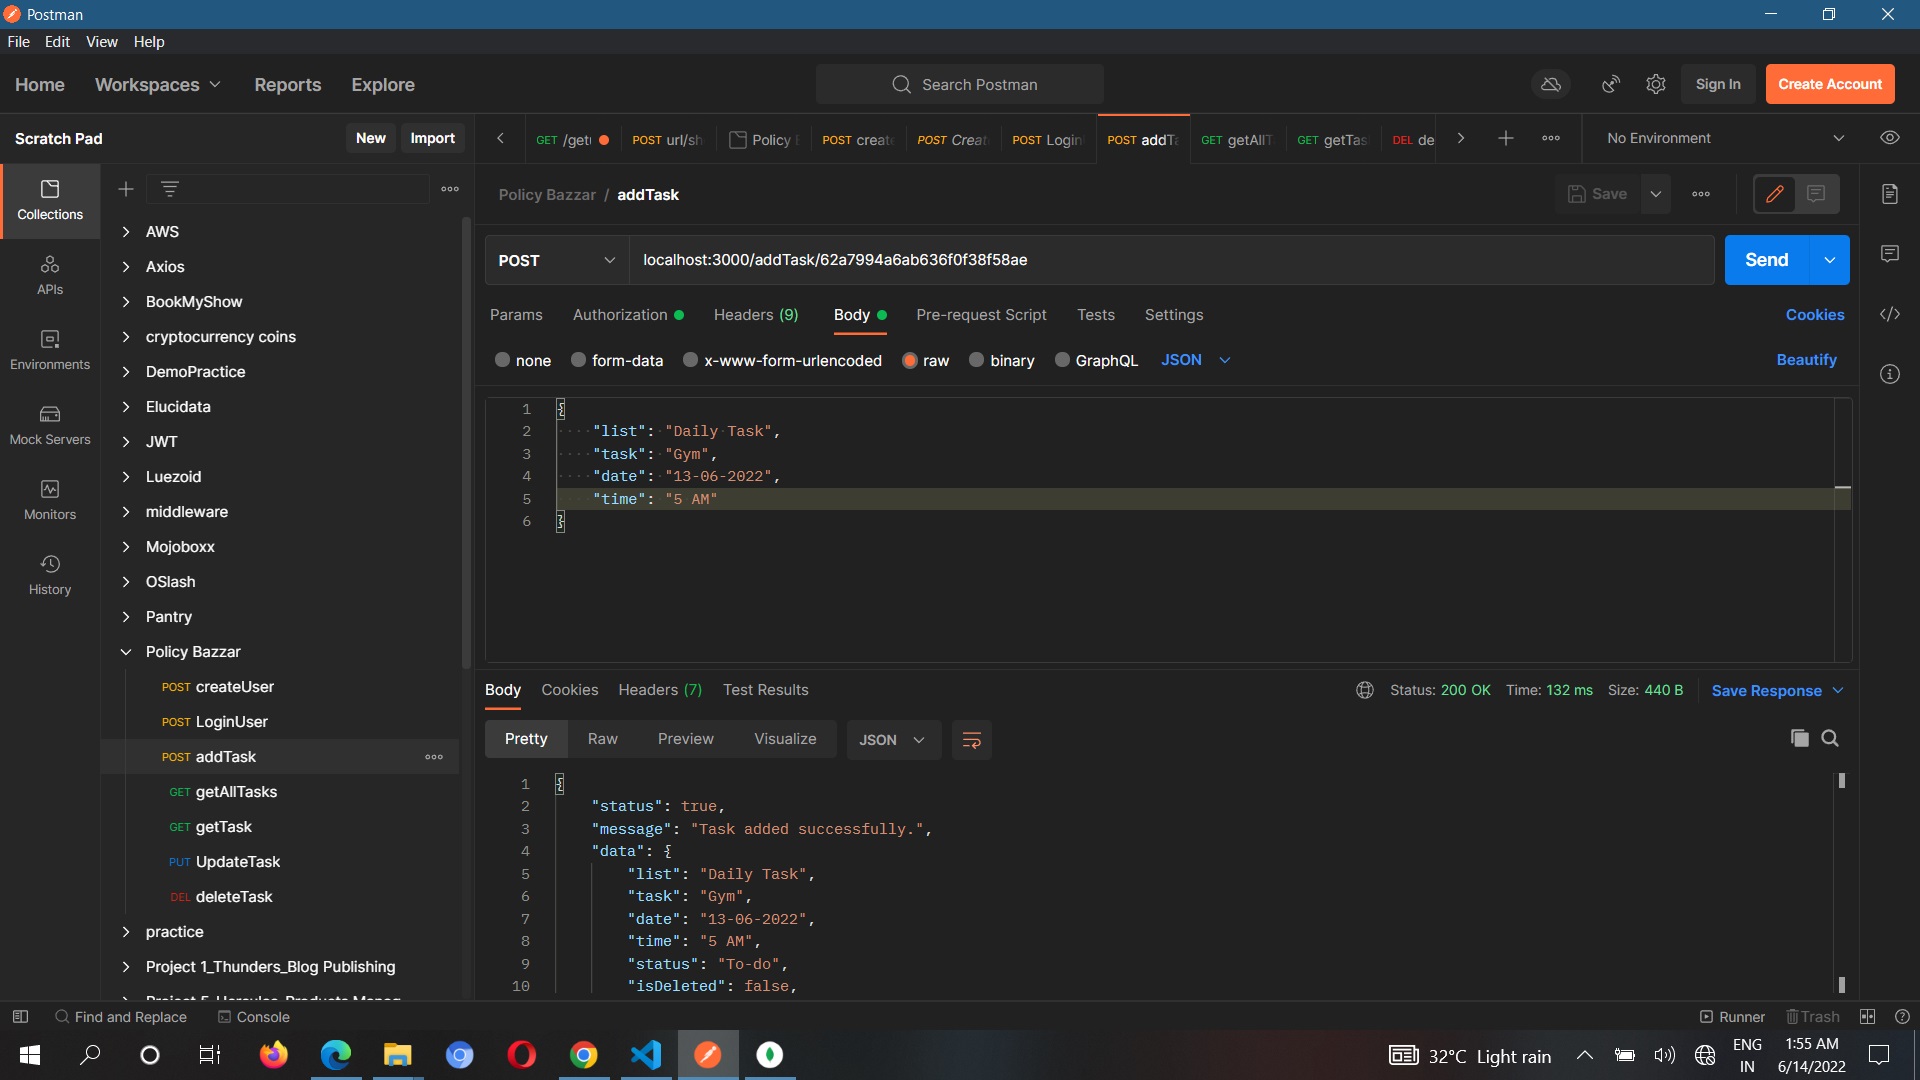 Postman
File Edit View Help
Home Workspaces Reports Explore Search Postman Sign In Create Account
Scratch Pad New Import GET /get POST url/sh Policy POST create POST Creat POST Login POST addTa GET getAllT GET getTas DEL de No Environment
Policy Bazzar / addTask Save
Collections
APIs
Environments
Mock Servers
Monitors
History
AWS
Axios
BookMyShow
cryptocurrency coins
DemoPractice
Elucidata
JWT
Luezoid
middleware
Mojoboxx
OSlash
Pantry
Policy Bazzar
POST createUser
POST LoginUser
POST addTask
GET getAllTasks
GET getTask
PUT UpdateTask
DEL deleteTask
practice
Project 1_Thunders_Blog Publishing
POST localhost:3000/addTask/62a7994a6ab636f0f38f58ae Send
Params Authorization Headers (9) Body Pre-request Script Tests Settings Cookies
none form-data x-www-form-urlencoded raw binary GraphQL JSON Beautify
1 {
2 "list": "Daily Task",
3 "task": "Gym",
4 "date": "13-06-2022",
5 "time": "5 AM"
6 }
Body Cookies Headers (7) Test Results Status: 200 OK Time: 132 ms Size: 440 B Save Response
Pretty Raw Preview Visualize JSON
1 {
2 "status": true,
3 "message": "Task added successfully.",
4 "data": {
5 "list": "Daily Task",
6 "task": "Gym",
7 "date": "13-06-2022",
8 "time": "5 AM",
9 "status": "To-do",
10 "isDeleted": false,
Find and Replace Console Runner Trash
32°C Light rain
ENG
IN
1:55 AM
6/14/2022